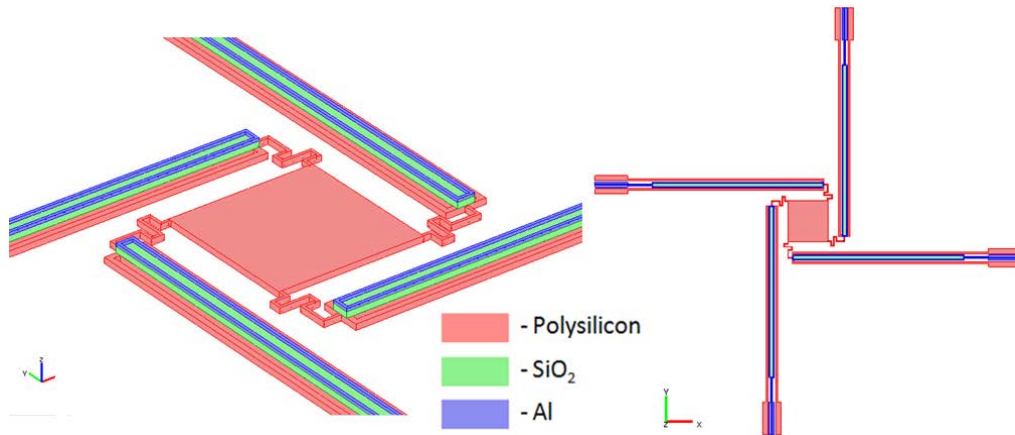 - Polysilicon
- SiO₂
- Al
Z
Y
Y
Z
X